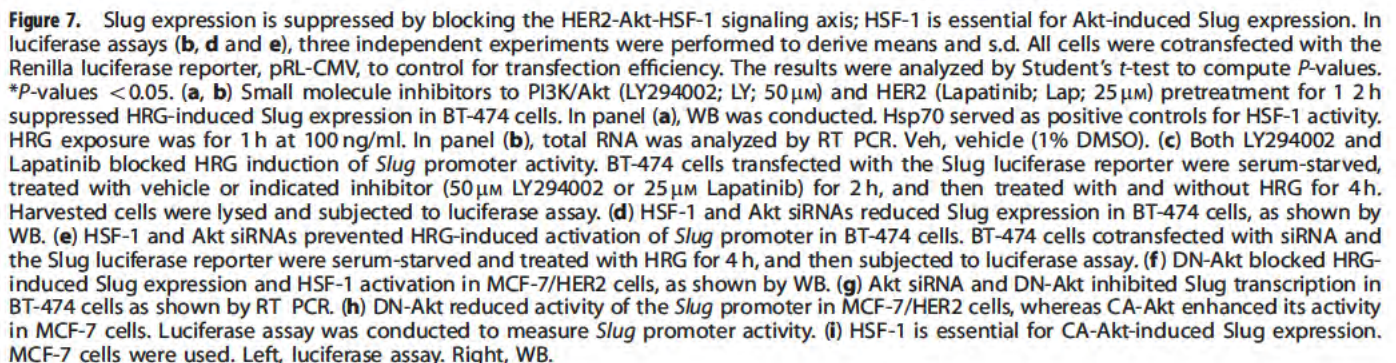 Figure 7. Slug expression is suppressed by blocking the HER2-Akt-HSF-1 signaling axis; HSF-1 is essential for Akt-induced Slug expression. In
luciferase assays (b, d and e), three independent experiments were performed to derive means and s.d. All cells were cotransfected with the
Renilla luciferase reporter, pRL-CMV, to control for transfection efficiency. The results were analyzed by Student's t-test to compute P-values.
*P-values <0.05. (a, b) Small molecule inhibitors to PI3K/Akt (LY294002; LY; 50 μM) and HER2 (Lapatinib; Lap; 25 μM) pretreatment for 1 2 h
suppressed HRG-induced Slug expression in BT-474 cells. In panel (a), WB was conducted. Hsp70 served as positive controls for HSF-1 activity.
HRG exposure was for 1 h at 100 ng/ml. In panel (b), total RNA was analyzed by RT PCR. Veh, vehicle (1% DMSO). (c) Both LY294002 and
Lapatinib blocked HRG induction of Slug promoter activity. BT-474 cells transfected with the Slug luciferase reporter were serum-starved,
treated with vehicle or indicated inhibitor (50 μM LY294002 or 25 μM Lapatinib) for 2 h, and then treated with and without HRG for 4 h.
Harvested cells were lysed and subjected to luciferase assay. (d) HSF-1 and Akt siRNAs reduced Slug expression in BT-474 cells, as shown by
WB. (e) HSF-1 and Akt siRNAs prevented HRG-induced activation of Slug promoter in BT-474 cells. BT-474 cells cotransfected with siRNA and
the Slug luciferase reporter were serum-starved and treated with HRG for 4 h, and then subjected to luciferase assay. (f) DN-Akt blocked HRG-
induced Slug expression and HSF-1 activation in MCF-7/HER2 cells, as shown by WB. (g) Akt siRNA and DN-Akt inhibited Slug transcription in
BT-474 cells as shown by RT PCR. (h) DN-Akt reduced activity of the Slug promoter in MCF-7/HER2 cells, whereas CA-Akt enhanced its activity
in MCF-7 cells. Luciferase assay was conducted to measure Slug promoter activity. (i) HSF-1 is essential for CA-Akt-induced Slug expression.
MCF-7 cells were used. Left, luciferase assay. Right, WB.